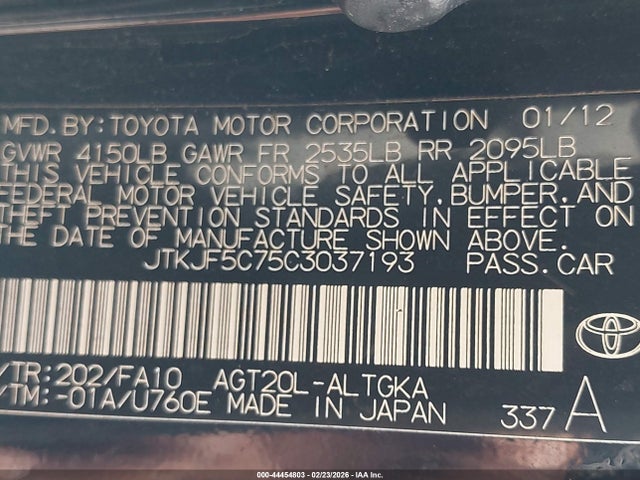 MFD. BY: TOYOTA MOTOR CORPORATION 01/12
GVWR 4150LB GAWR FR 2535LB RR 2095LB
THIS VEHICLE CONFORMS TO ALL APPLICABLE
FEDERAL MOTOR VEHICLE SAFETY, BUMPER, AND
THEFT PREVENTION STANDARDS IN EFFECT ON
THE DATE OF MANUFACTURE SHOWN ABOVE.
JTKJF5C75C3037193 PASS. CAR
/TR: 202/FA10 AGT20L-ALTGKA
/TM: -01A/U760E MADE IN JAPAN 337 A
000-44454803 - 02/23/2026 - IAA Inc.